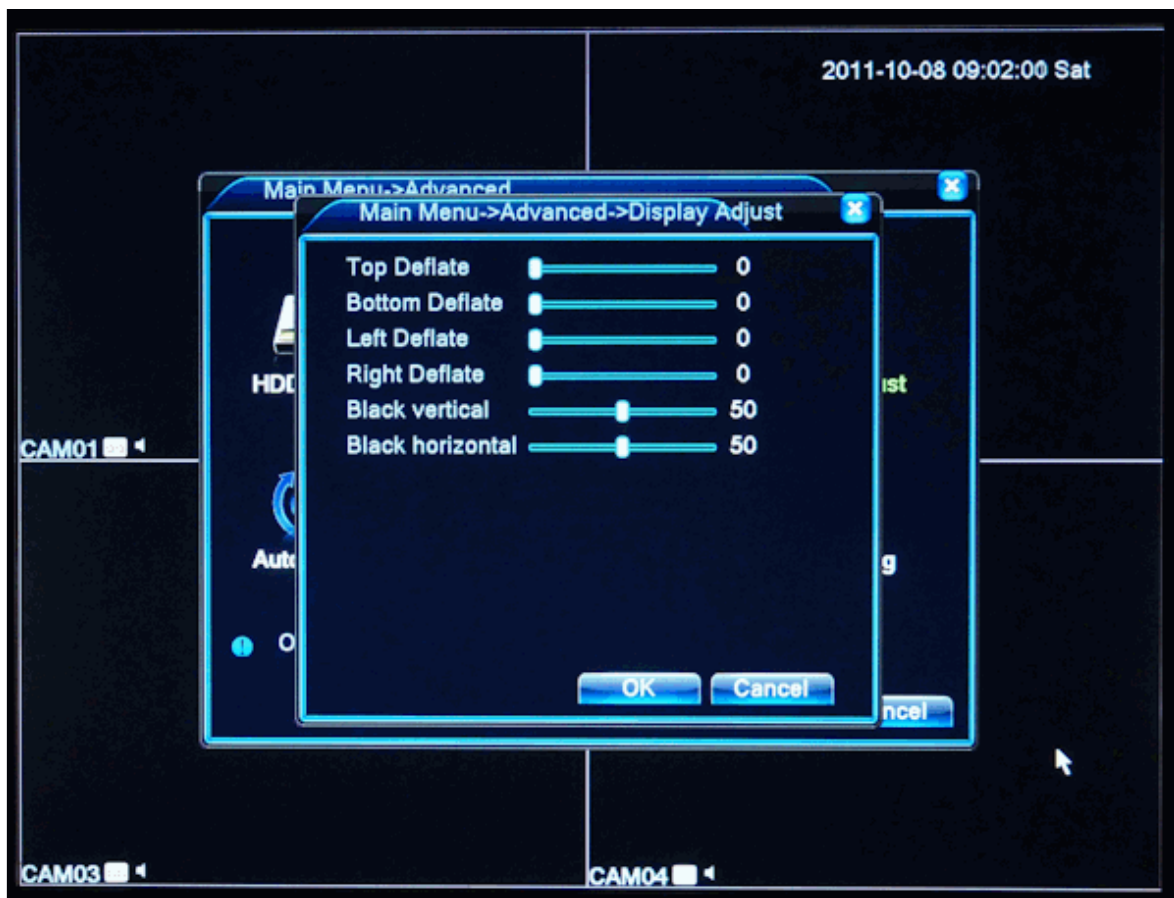 2011-10-08 09:02:00 Sat
Main Menu->Advanced
Main Menu->Advanced->Display Adjust
Top Deflate 0
Bottom Deflate 0
Left Deflate 0
Right Deflate 0
Black vertical 50
Black horizontal 50
CAM01
OK Cancel
CAM03
CAM04